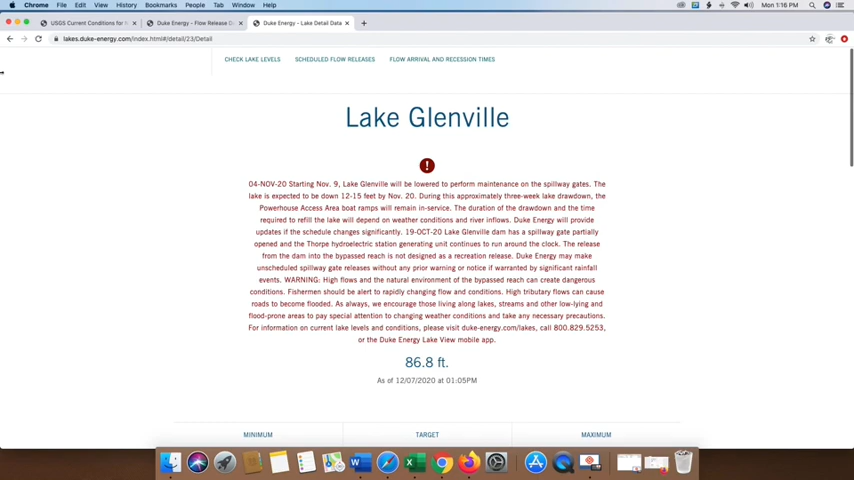 Chrome File Edit View History Bookmarks People Tab Window Help Mon 1:16 PM
USGS Current Conditions for N Duke Energy - Flow Release Da Duke Energy - Lake Detail Data
lakes.duke-energy.com/index.html#/detail/23/Detail
CHECK LAKE LEVELS SCHEDULED FLOW RELEASES FLOW ARRIVAL AND RECESSION TIMES
Lake Glenville
04-NOV-20 Starting Nov. 9, Lake Glenville will be lowered to perform maintenance on the spillway gates. The
lake is expected to be down 12-15 feet by Nov. 20. During this approximately three-week lake drawdown, the
Powerhouse Access Area boat ramps will remain in-service. The duration of the drawdown and the time
required to refill the lake will depend on weather conditions and river inflows. Duke Energy will provide
updates if the schedule changes significantly. 19-OCT-20 Lake Glenville dam has a spillway gate partially
opened and the Thorpe hydroelectric station generating unit continues to run around the clock. The release
from the dam into the bypassed reach is not designed as a recreation release. Duke Energy may make
unscheduled spillway gate releases without any prior warning or notice if warranted by significant rainfall
events. WARNING: High flows and the natural environment of the bypassed reach can create dangerous
conditions. Fishermen should be alert to rapidly changing flow and conditions. High tributary flows can cause
roads to become flooded. As always, we encourage those living along lakes, streams and other low-lying and
flood-prone areas to pay special attention to changing weather conditions and take any necessary precautions.
For information on current lake levels and conditions, please visit duke-energy.com/lakes, call 800.829.5253,
or the Duke Energy Lake View mobile app.
86.8 ft.
As of 12/07/2020 at 01:05PM
MINIMUM TARGET MAXIMUM